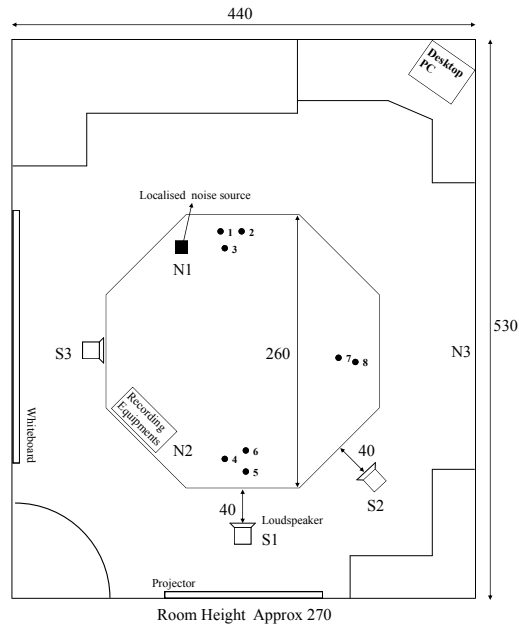 440
Desktop
PC
Localised noise source
1
2
3
N1
530
S3
260
7
8
N3
Recording
Equipments
Whiteboard
N2
6
4
5
40
S2
40
Loudspeaker
S1
Projector
Room Height Approx 270